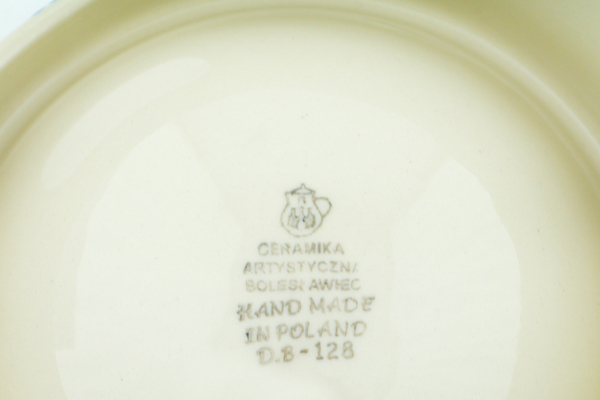 CERAMIKA
ARTYSTYCZNA
BOLESŁAWIEC
HAND MADE
IN POLAND
D.8-128